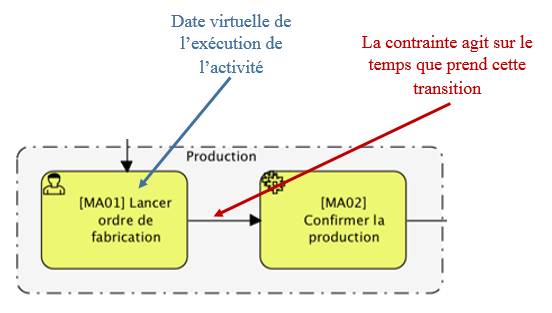 Date virtuelle de
l’exécution de
l’activité
La contrainte agit sur le
temps que prend cette
transition
Production
[MA01] Lancer
ordre de
fabrication
[MA02]
Confirmer la
production